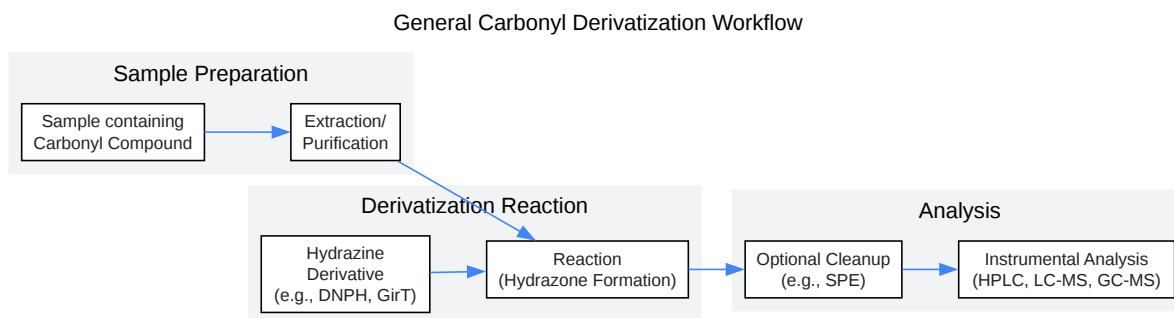 General Carbonyl Derivatization Workflow
Sample Preparation
Sample containing
Carbonyl Compound
Extraction/
Purification
Derivatization Reaction
Hydrazine
Derivative
(e.g., DNPH, GirT)
Reaction
(Hydrazone Formation)
Analysis
Optional Cleanup
(e.g., SPE)
Instrumental Analysis
(HPLC, LC-MS, GC-MS)